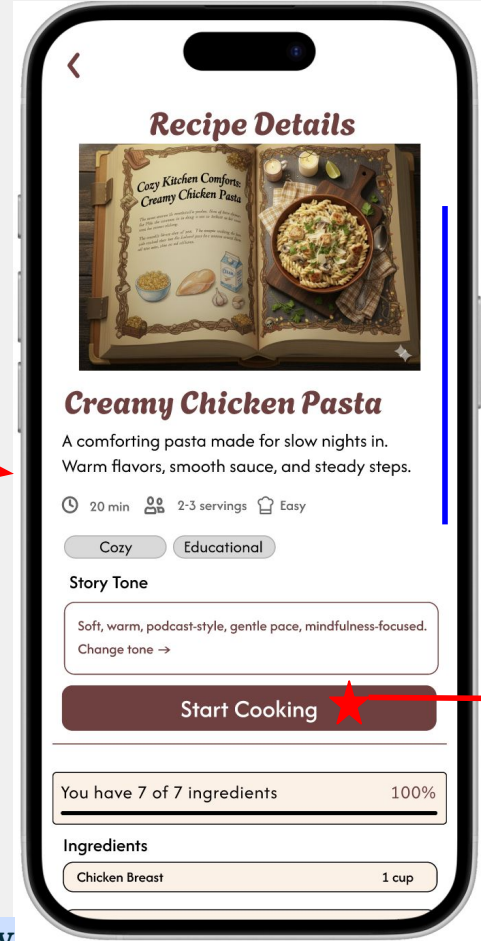 Recipe Details
Cozy Kitchen Comforts:
Creamy Chicken Pasta
Creamy Chicken Pasta
A comforting pasta made for slow nights in.
Warm flavors, smooth sauce, and steady steps.
20 min 2-3 servings Easy
Cozy Educational
Story Tone
Soft, warm, podcast-style, gentle pace, mindfulness-focused.
Change tone →
Start Cooking
You have 7 of 7 ingredients 100%
Ingredients
Chicken Breast 1 cup